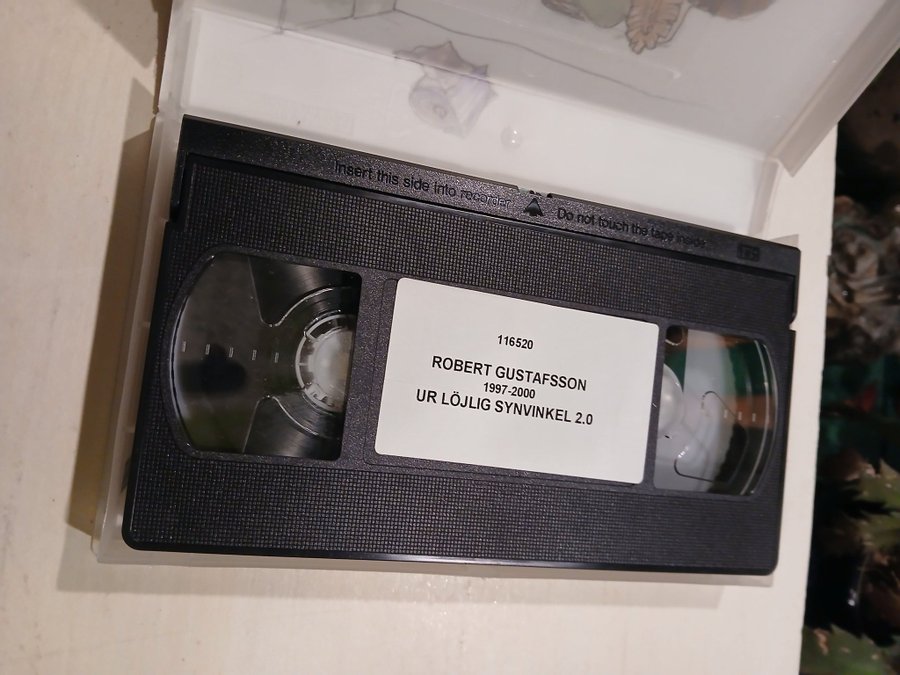 Insert this side into recorder
Do not touch the tape inside
116520
ROBERT GUSTAFSSON
1997-2000
UR LÖJLIG SYNVINKEL 2.0